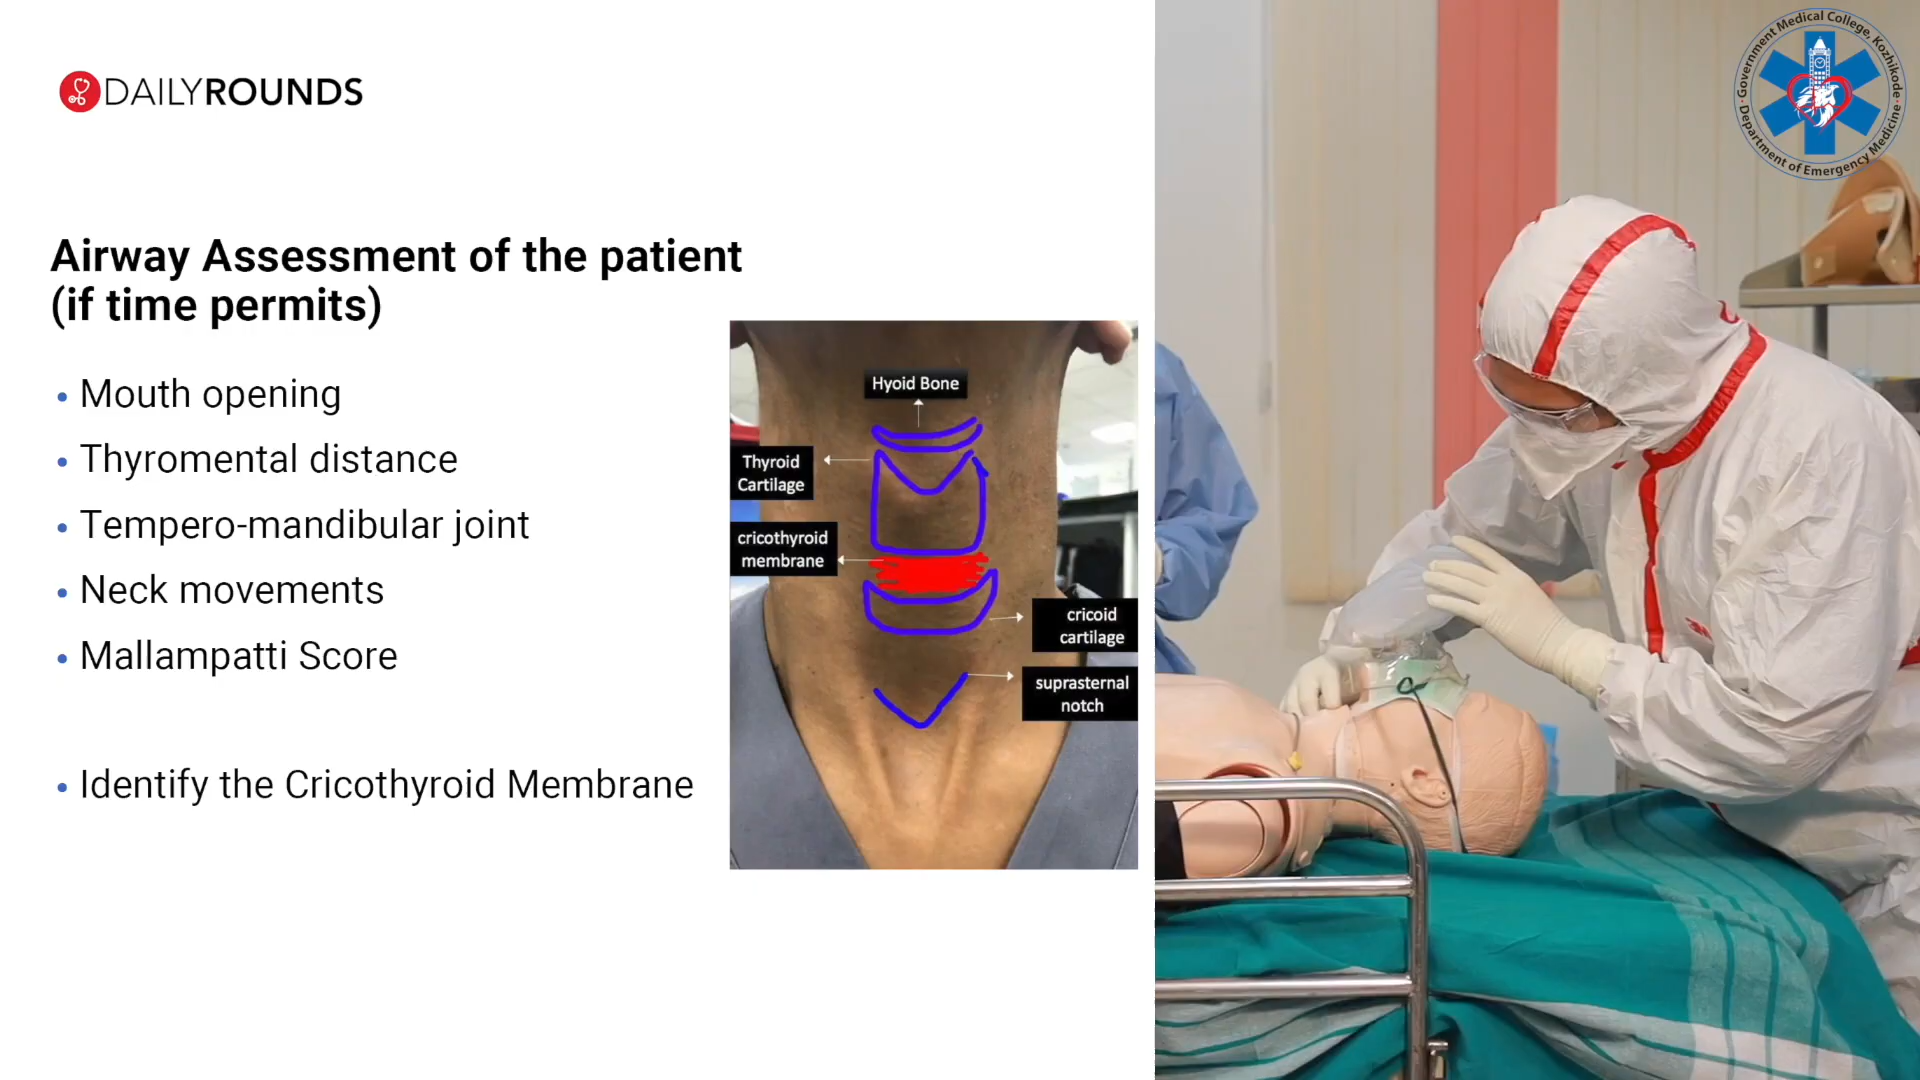 DAILYROUNDS
Airway Assessment of the patient
(if time permits)
• Mouth opening
• Thyromental distance
• Tempero-mandibular joint
• Neck movements
• Mallampatti Score
• Identify the Cricothyroid Membrane
Hyoid Bone
Thyroid
Cartilage
cricothyroid
membrane
cricoid
cartilage
suprasternal
notch
Government Medical College, Kozhikode
Department of Emergency Medicine
3M